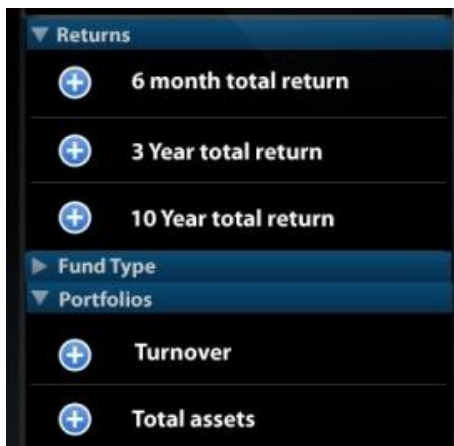 Returns
6 month total return
3 Year total return
10 Year total return
Fund Type
Portfolios
Turnover
Total assets